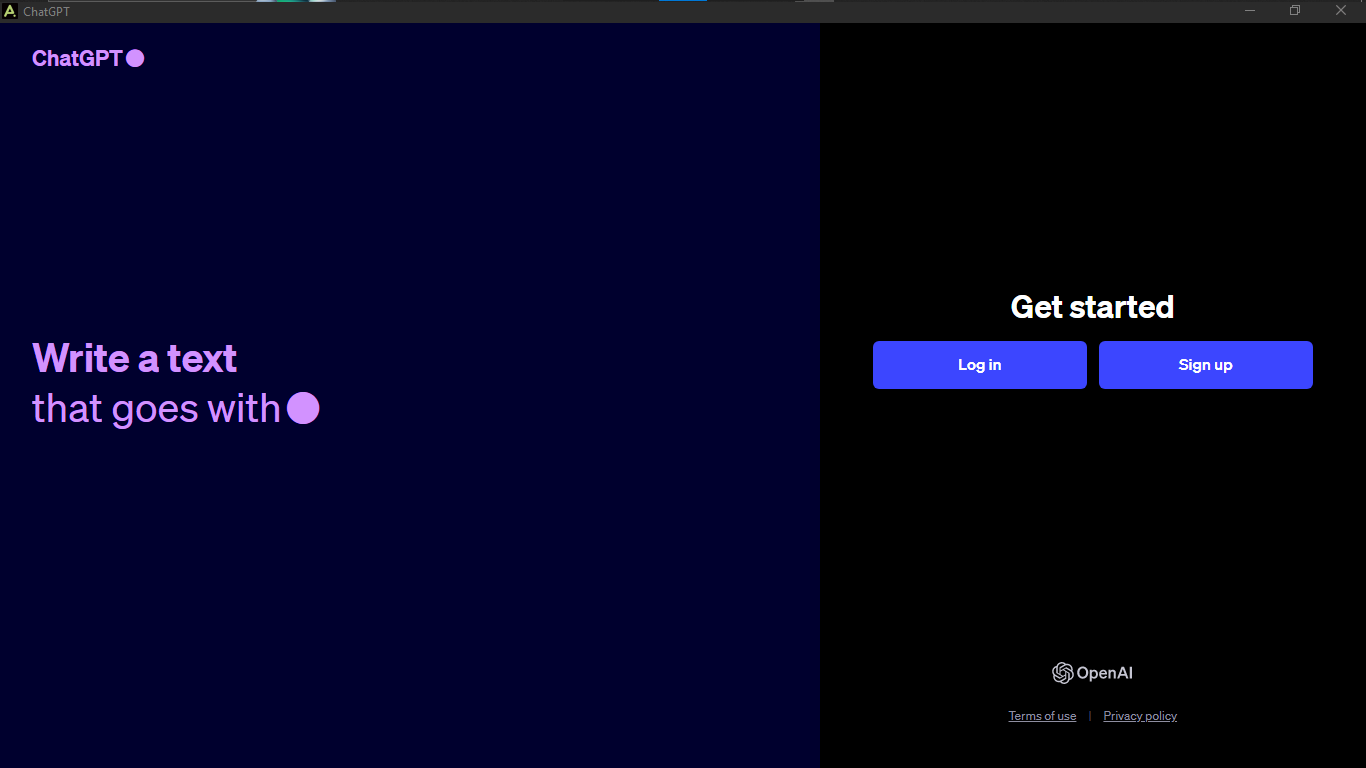 ChatGPT
ChatGPT
Write a text
that goes with
Get started
Log in
Sign up
OpenAI
Terms of use | Privacy policy